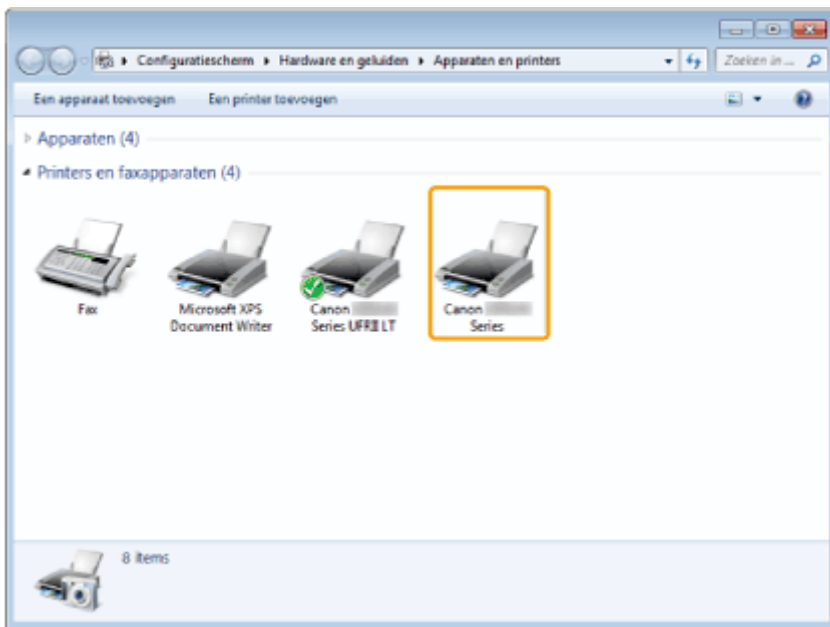 Configuratiescherm ▸ Hardware en geluiden ▸ Apparaten en printers
Zoeken in ...
Een apparaat toevoegen Een printer toevoegen
Apparaten (4)
Printers en faxapparaten (4)
Fax
Microsoft XPS
Document Writer
Canon
Series UFRII LT
Canon
Series
8 items